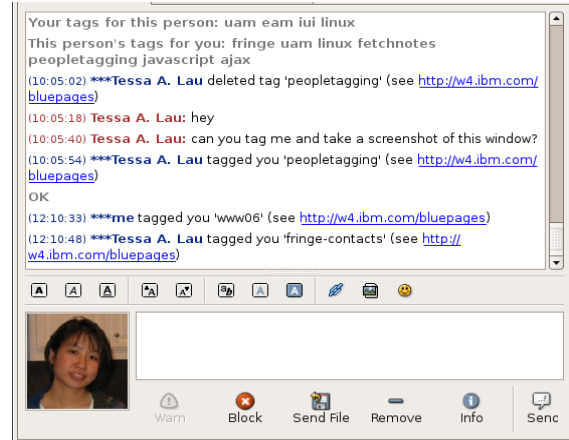 Your tags for this person: uam eam iui linux
This person's tags for you: fringe uam linux fetchnotes
peopletagging javascript ajax
(10:05:02) ***Tessa A. Lau deleted tag 'peopletagging' (see http://w4.ibm.com/
bluepages)
(10:05:18) Tessa A. Lau: hey
(10:05:40) Tessa A. Lau: can you tag me and take a screenshot of this window?
(10:05:54) ***Tessa A. Lau tagged you 'peopletagging' (see http://w4.ibm.com/
bluepages)
OK
(12:10:33) ***me tagged you 'www06' (see http://w4.ibm.com/bluepages)
(12:10:48) ***Tessa A. Lau tagged you 'fringe-contacts' (see http://
w4.ibm.com/bluepages)
A A A A A ab A A
Warn Block Send File Remove Info Senc